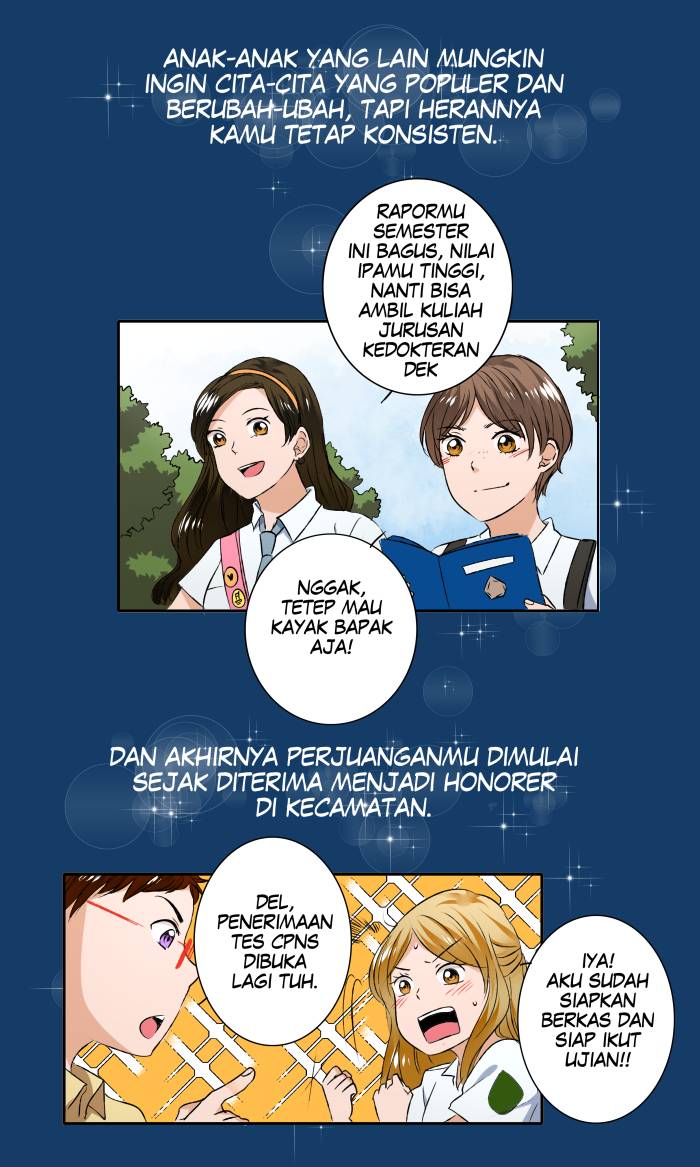 ANAK-ANAK YANG LAIN MUNGKIN
INGIN CITA-CITA YANG POPULER DAN
BERUBAH-UBAH, TAPI HERANNYA
KAMU TETAP KONSISTEN.
RAPORMU
SEMESTER
INI BAGUS, NILAI
IPAMU TINGGI,
NANTI BISA
AMBIL KULIAH
JURUSAN
KEDOKTERAN
DEK
NGGAK,
TETEP MAU
KAYAK BAPAK
AJA!
DAN AKHIRNYA PERJUANGANMU DIMULAI
SEJAK DITERIMA MENJADI HONORER
DI KECAMATAN.
DEL,
PENERIMAAN
TES CPNS
DIBUKA
LAGI TUH.
IYA!
AKU SUDAH
SIAPKAN
BERKAS DAN
SIAP IKUT
UJIAN!!